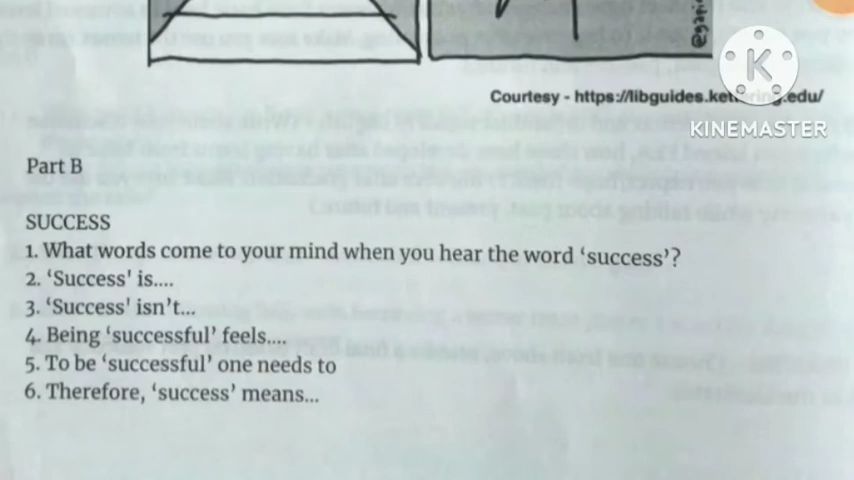 Courtesy - https://libguides.kettering.edu/
K
KINEMASTER
Part B
SUCCESS
1. What words come to your mind when you hear the word ‘success’?
2. ‘Success’ is....
3. ‘Success’ isn’t...
4. Being ‘successful’ feels....
5. To be ‘successful’ one needs to
6. Therefore, ‘success’ means...